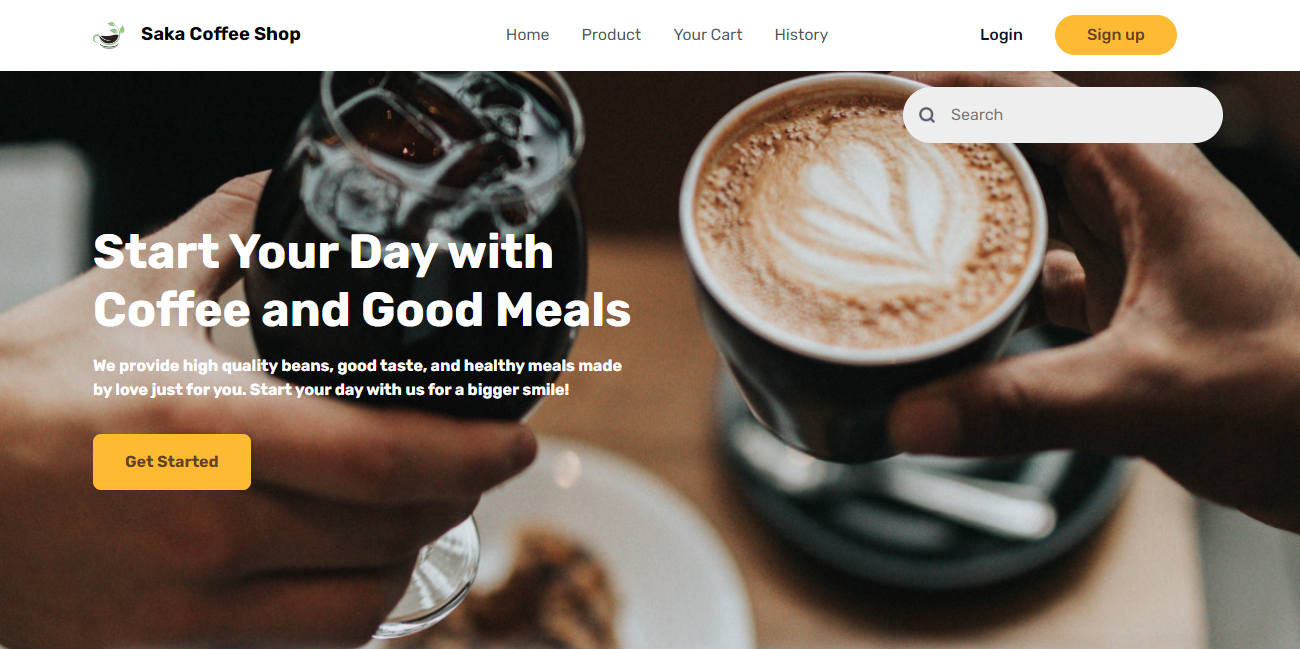 Saka Coffee Shop
Home
Product
Your Cart
History
Login
Sign up
Search
Start Your Day with
Coffee and Good Meals
We provide high quality beans, good taste, and healthy meals made
by love just for you. Start your day with us for a bigger smile!
Get Started